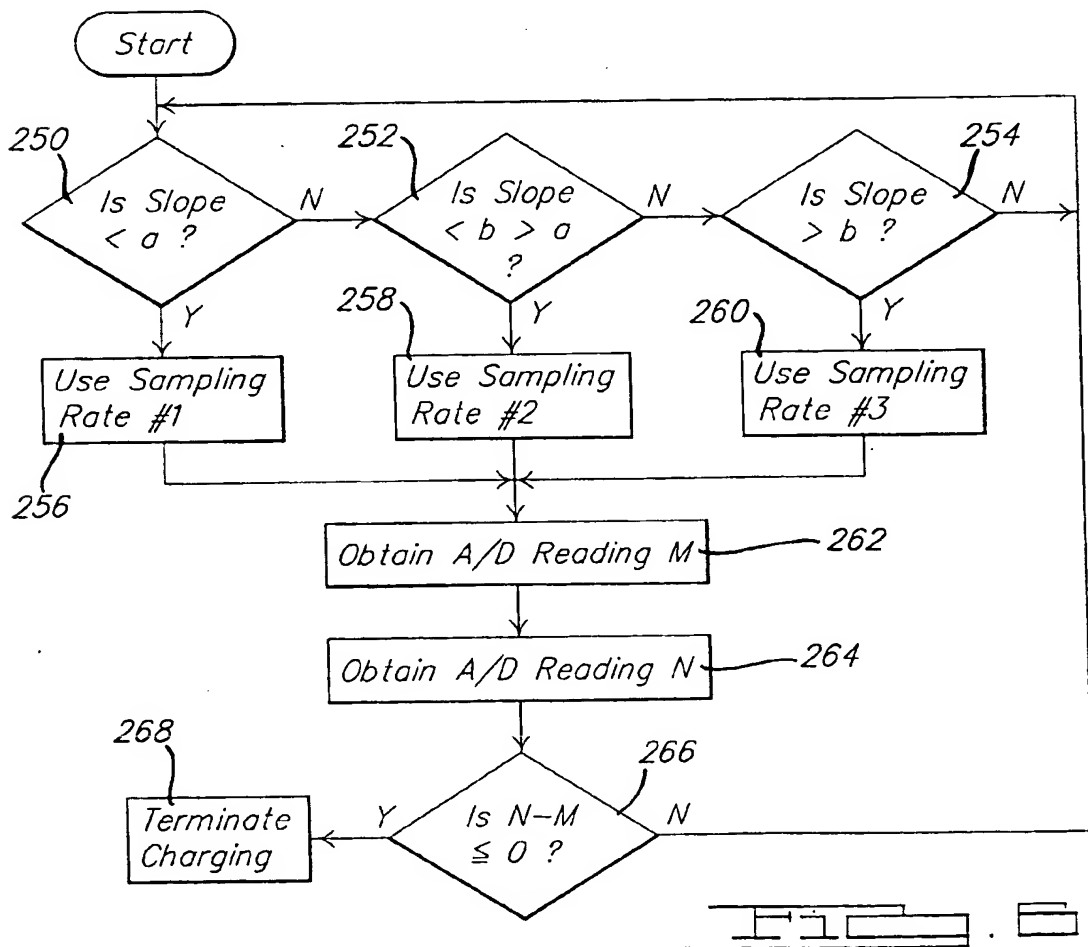 Start
250
Is Slope
< a ?
N
Y
252
Is Slope
< b > a
?
N
Y
254
Is Slope
> b ?
N
Y
Use Sampling
Rate #1
256
258
Use Sampling
Rate #2
260
Use Sampling
Rate #3
Obtain A/D Reading M
262
Obtain A/D Reading N
264
266
Is N-M
≦ 0 ?
Y
N
268
Terminate
Charging